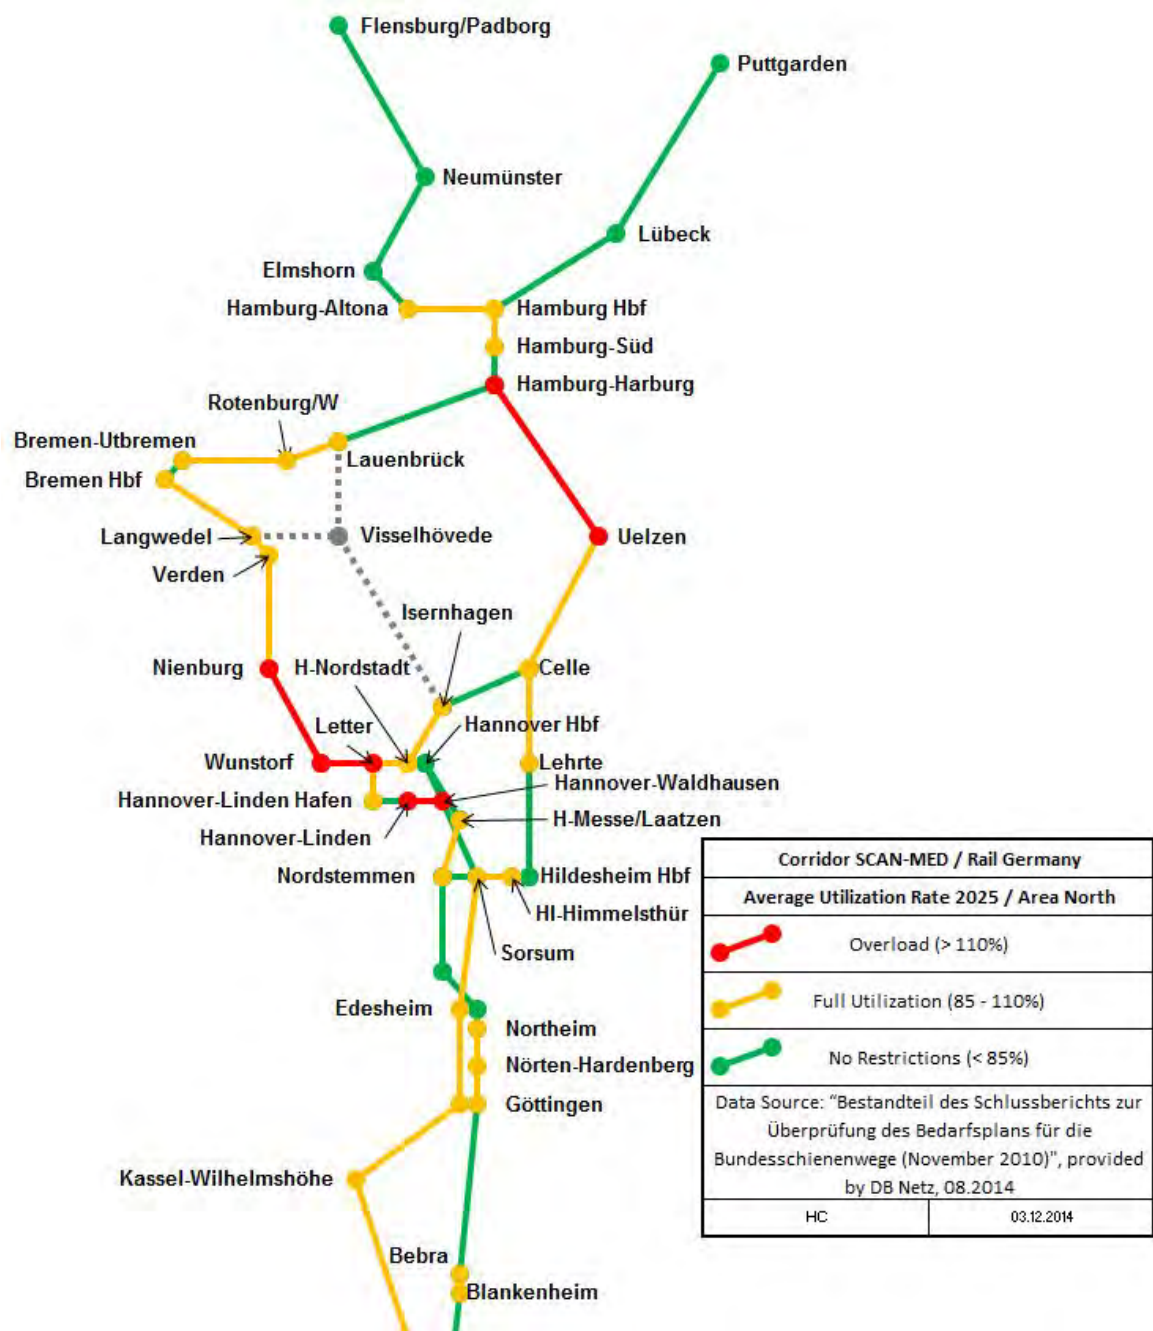 Flensburg/Padborg
Puttgarden
Neumünster
Lübeck
Elmshorn
Hamburg-Altona
Hamburg Hbf
Hamburg-Süd
Hamburg-Harburg
Rotenburg/W
Bremen-Utbremen
Lauenbrück
Bremen Hbf
Langwedel
Visselhövede
Uelzen
Verden
Isernhagen
Nienburg
H-Nordstadt
Celle
Letter
Hannover Hbf
Wunstorf
Lehrte
Hannover-Waldhausen
Hannover-Linden Hafen
H-Messe/Laatzen
Hannover-Linden
Nordstemmen
Hildesheim Hbf
HI-Himmelsthür
Sorsum
Edesheim
Northeim
Nörten-Hardenberg
Göttingen
Kassel-Wilhelmshöhe
Bebra
Blankenheim
Corridor SCAN-MED / Rail Germany
Average Utilization Rate 2025 / Area North
Overload (> 110%)
Full Utilization (85 - 110%)
No Restrictions (< 85%)
Data Source: “Bestandteil des Schlussberichts zur
Überprüfung des Bedarfsplans für die
Bundesschienenwege (November 2010)", provided
by DB Netz, 08.2014
HC
03.12.2014